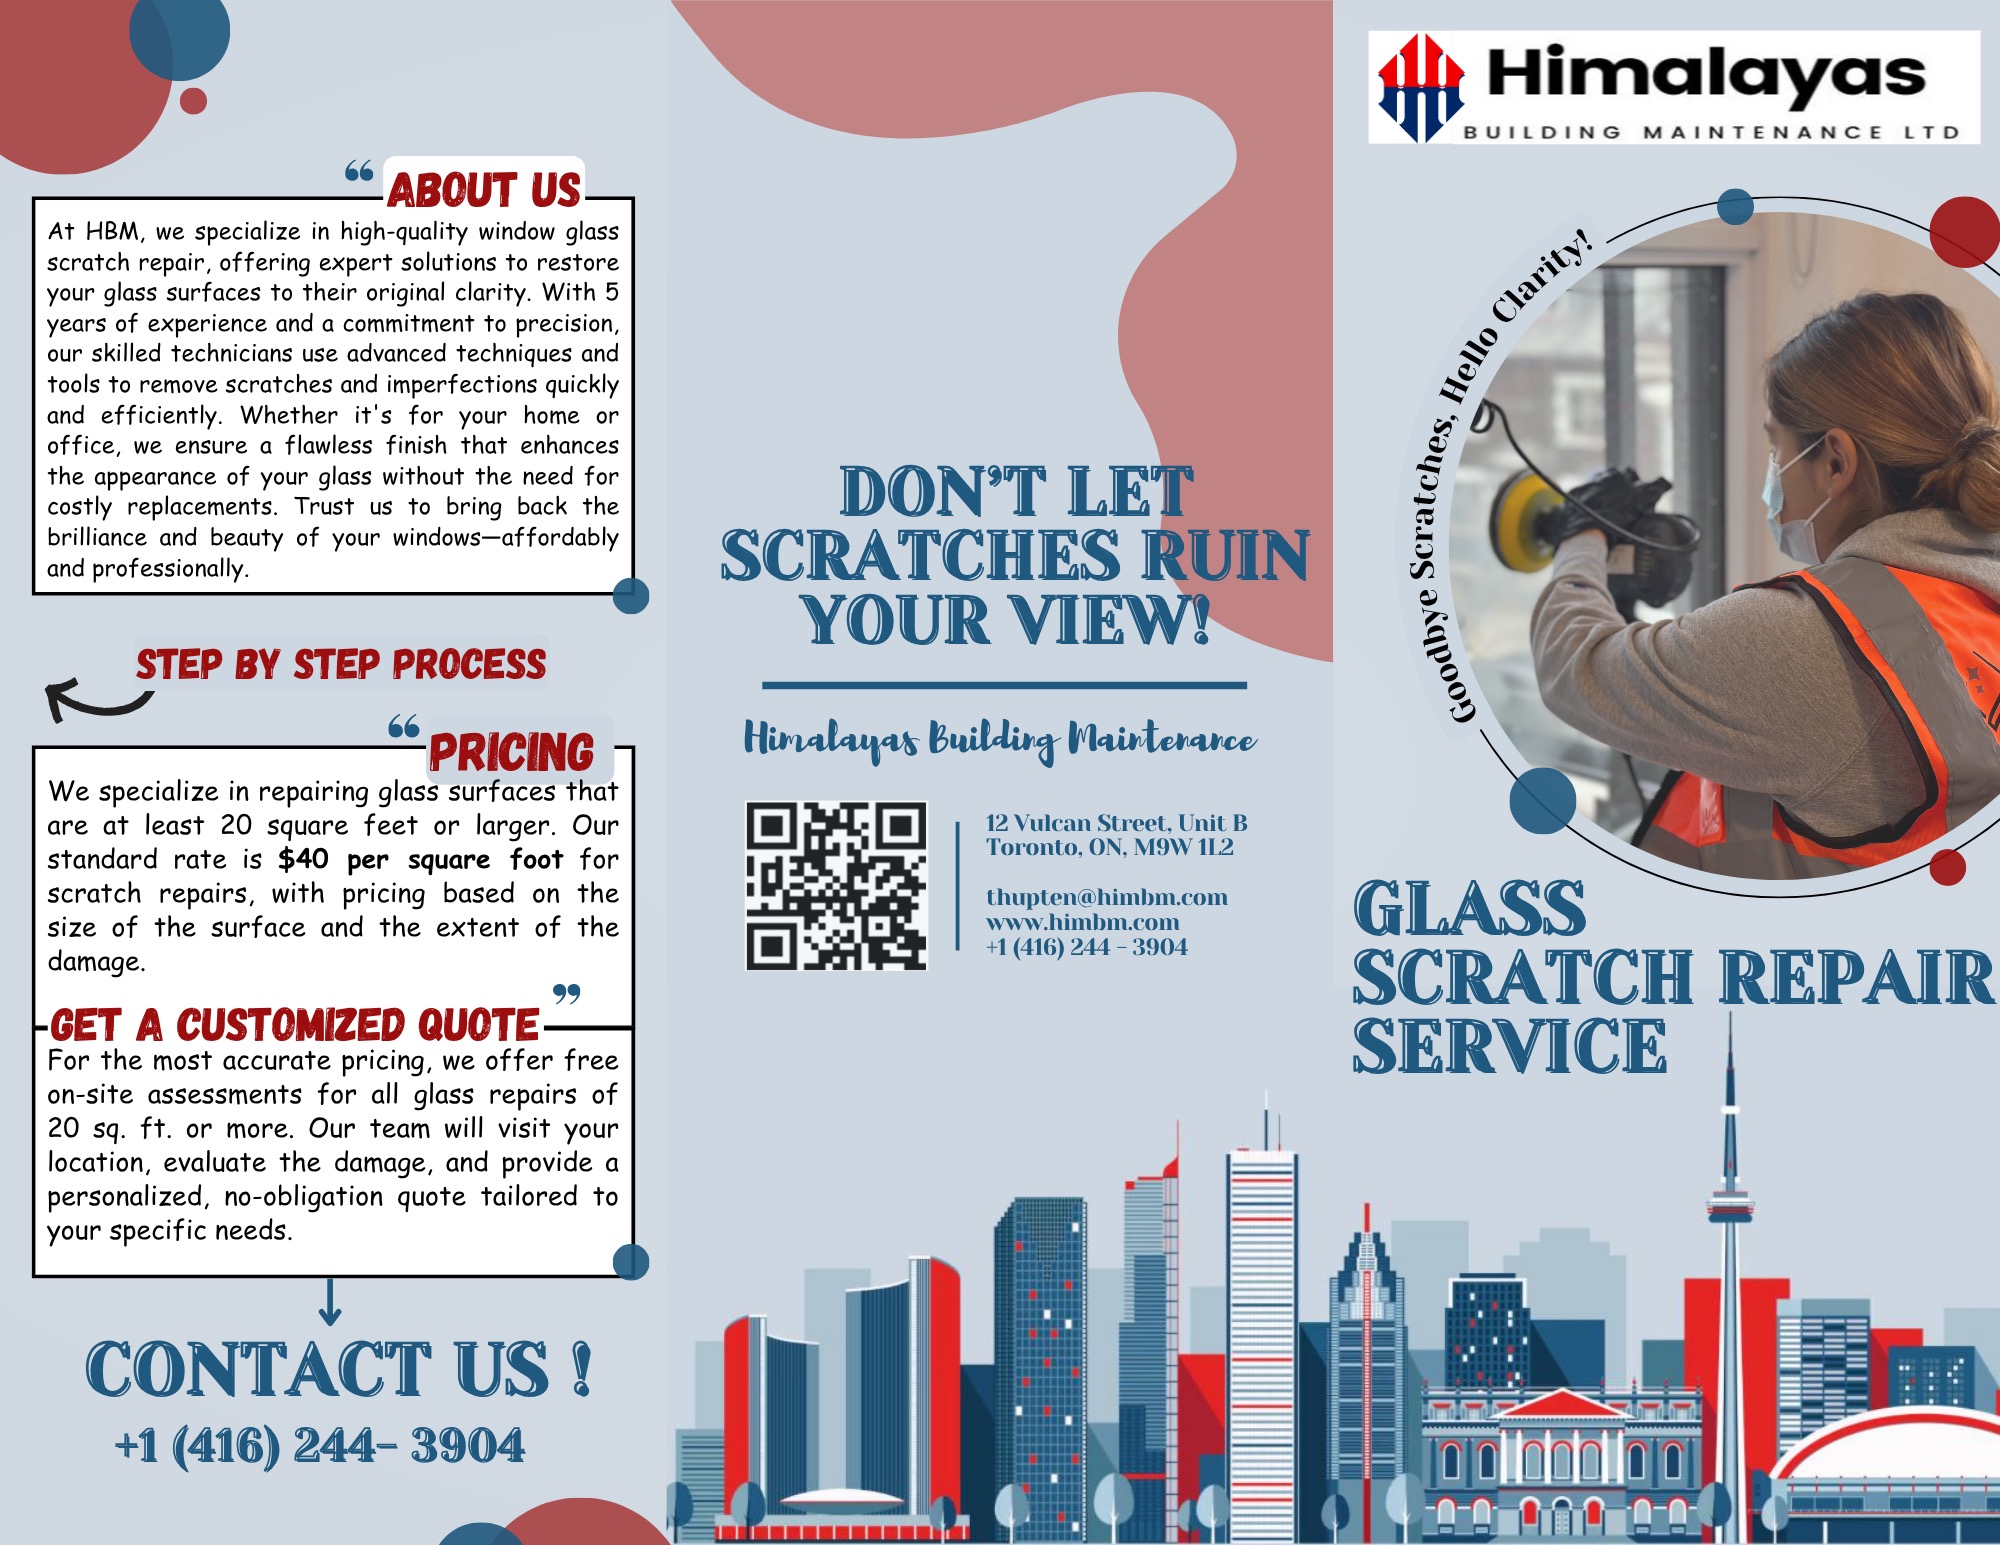 “ ABOUT US
At HBM, we specialize in high-quality window glass
scratch repair, offering expert solutions to restore
your glass surfaces to their original clarity. With 5
years of experience and a commitment to precision,
our skilled technicians use advanced techniques and
tools to remove scratches and imperfections quickly
and efficiently. Whether it's for your home or
office, we ensure a flawless finish that enhances
the appearance of your glass without the need for
costly replacements. Trust us to bring back the
brilliance and beauty of your windows—affordably
and professionally.
STEP BY STEP PROCESS
“ PRICING
We specialize in repairing glass surfaces that
are at least 20 square feet or larger. Our
standard rate is $40 per square foot for
scratch repairs, with pricing based on the
size of the surface and the extent of the
damage.
GET A CUSTOMIZED QUOTE ”
For the most accurate pricing, we offer free
on-site assessments for all glass repairs of
20 sq. ft. or more. Our team will visit your
location, evaluate the damage, and provide a
personalized, no-obligation quote tailored to
your specific needs.
CONTACT US !
+1 (416) 244- 3904
DON’T LET
SCRATCHES RUIN
YOUR VIEW!
Himalayas Building Maintenance
12 Vulcan Street, Unit B
Toronto, ON, M9W 1L2
thupten@himbm.com
www.himbm.com
+1 (416) 244 - 3904
Himalayas
BUILDING MAINTENANCE LTD
Goodbye Scratches, Hello Clarity!
GLASS
SCRATCH REPAIR
SERVICE